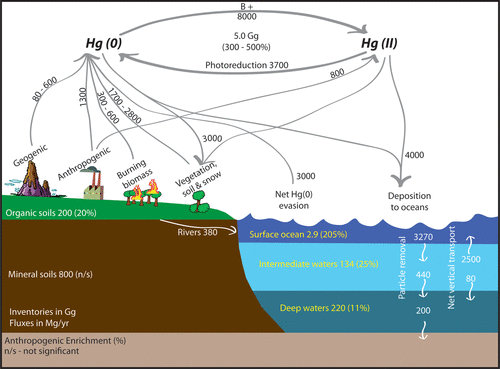 B +
8000
Hg (0)
5.0 Gg
(300 - 500%)
Hg (II)
Photoreduction 3700
80 - 600
1300
300 - 600
1700 - 2800
800
3000
3000
4000
Geogenic
Anthropogenic
Burning
biomass
Vegetation,
soil & snow
Net Hg(0)
evasion
Deposition
to oceans
Organic soils 200 (20%)
Rivers 380
Surface ocean 2.9 (205%)
3270
Intermediate waters 134 (25%)
Particle removal
Net vertical transport
2500
440
80
Mineral soils 800 (n/s)
Deep waters 220 (11%)
200
Inventories in Gg
Fluxes in Mg/yr
Anthropogenic Enrichment (%)
n/s - not significant